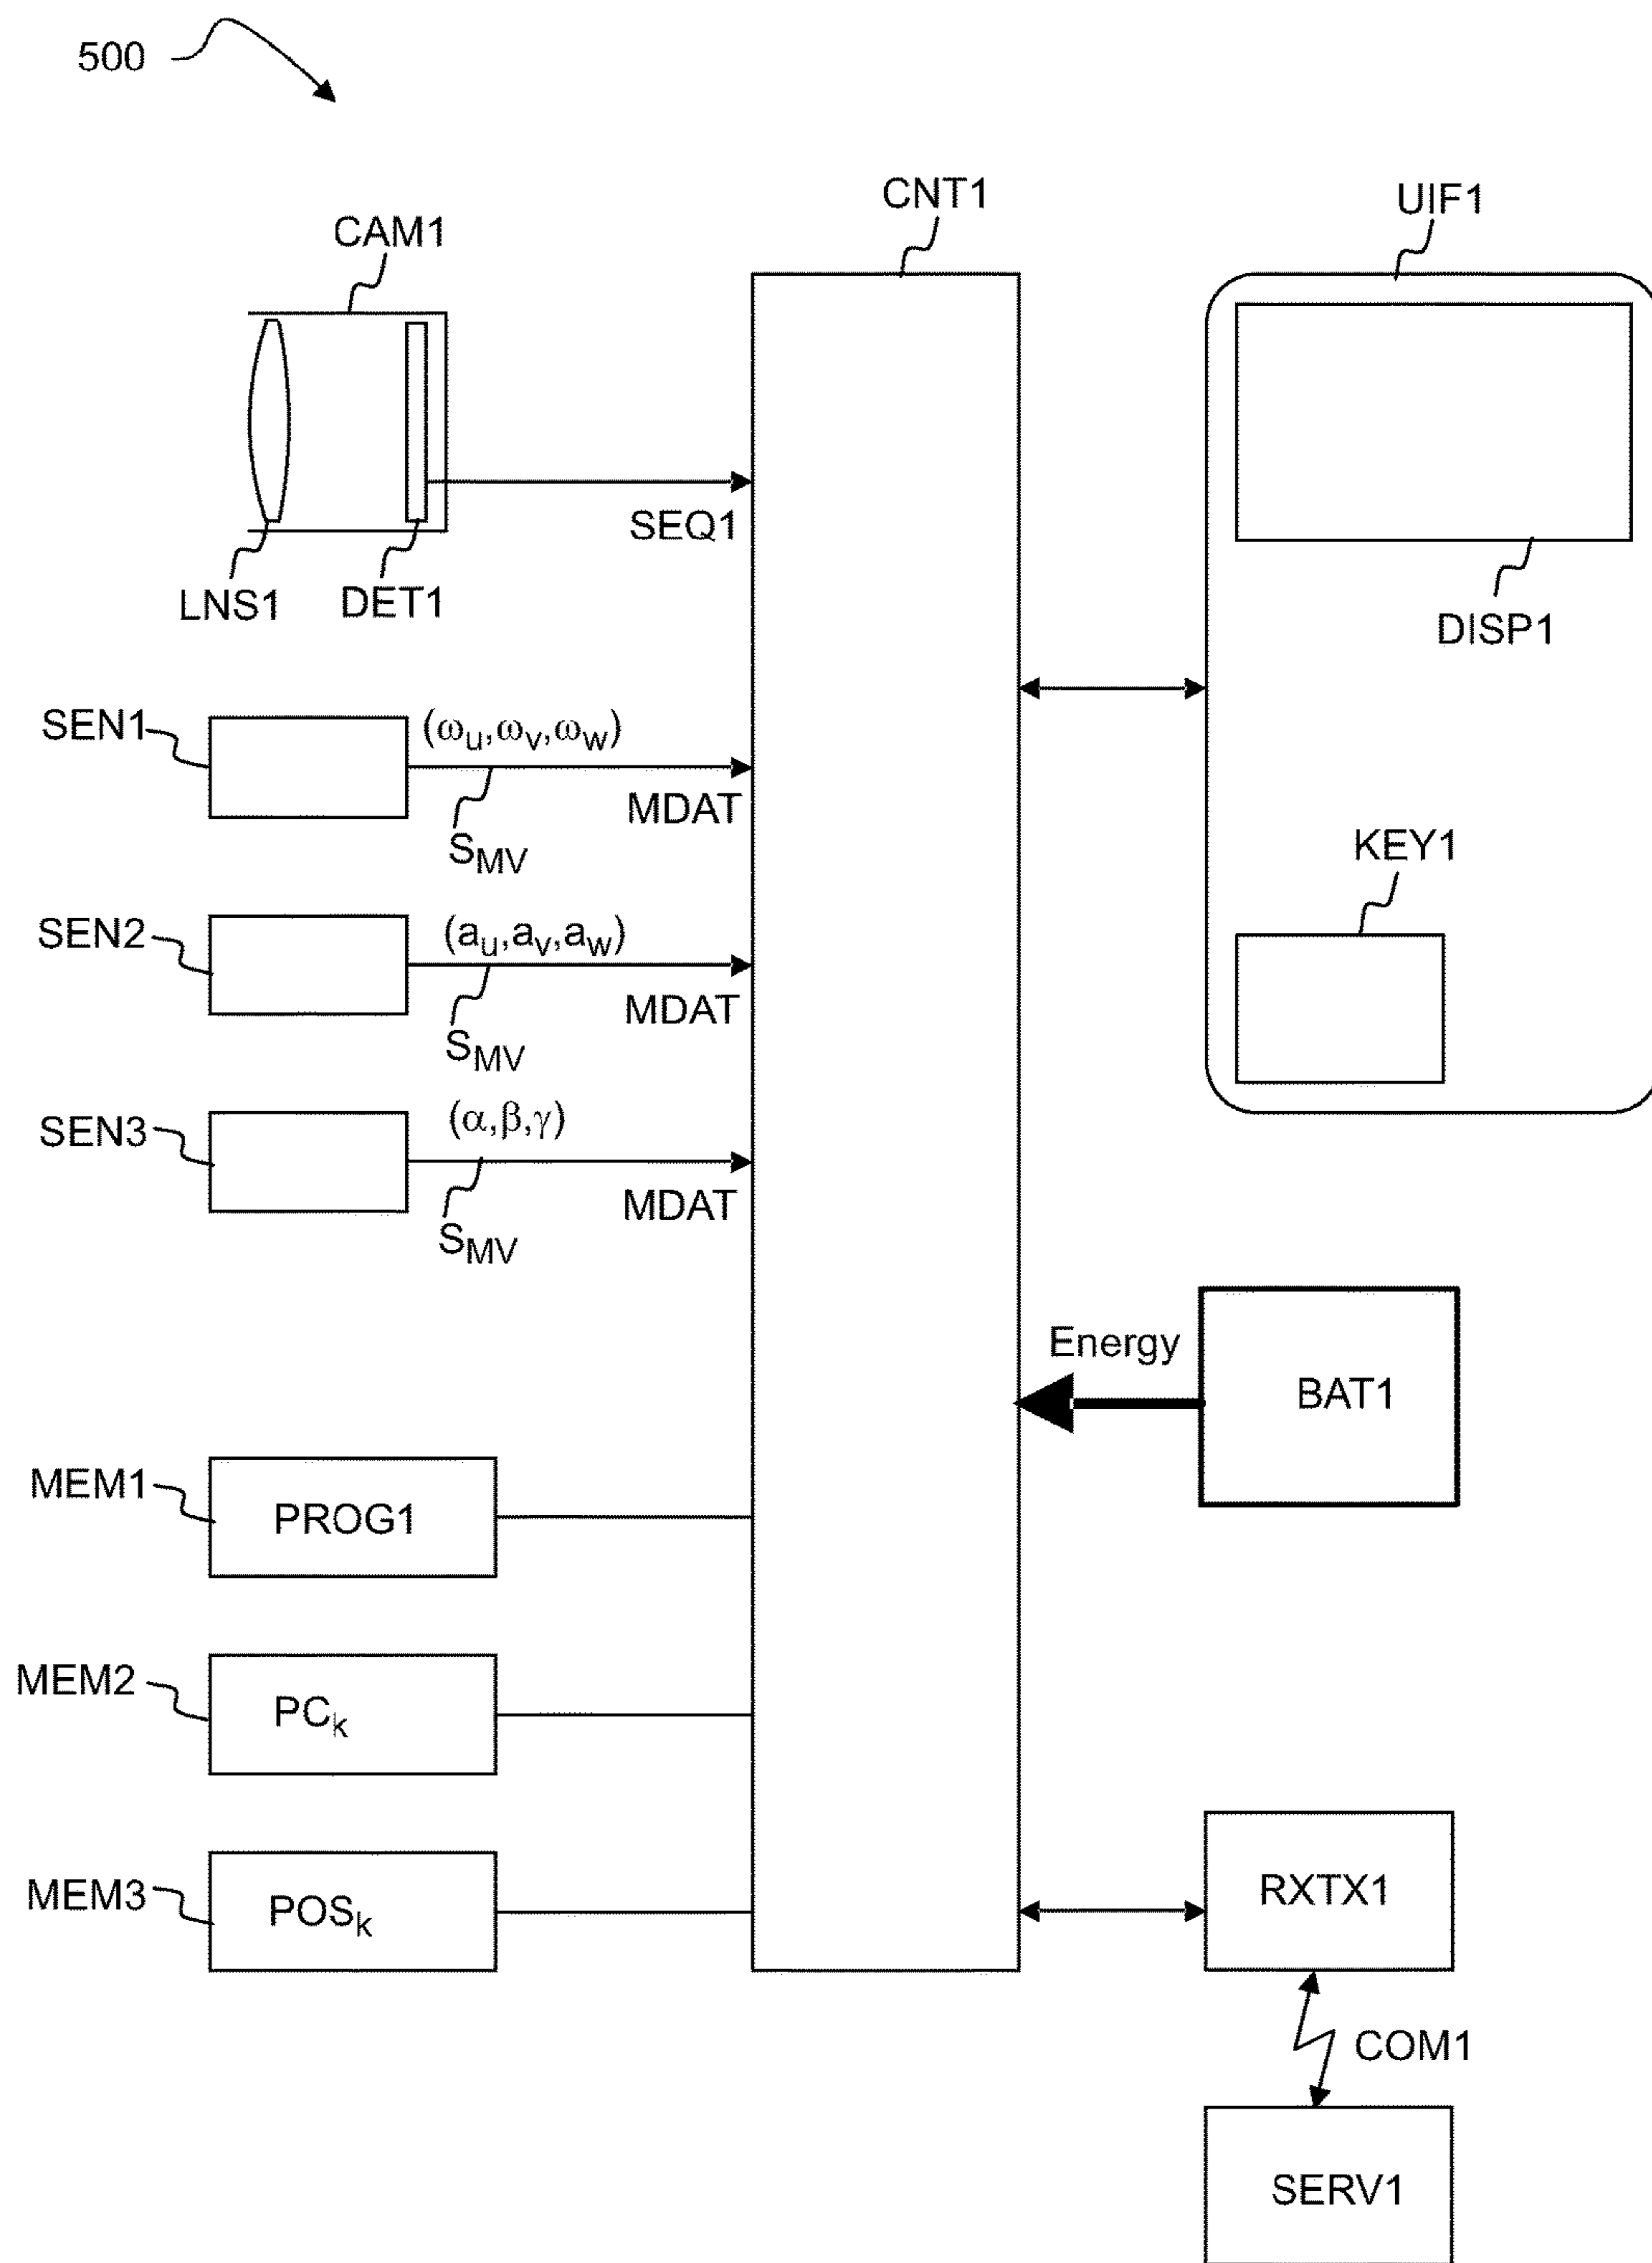 500
CNT1
UIF1
CAM1
SEQ1
LNS1
DET1
DISP1
SEN1
(ωu,ωv,ωw)
MDAT
SMV
KEY1
SEN2
(au,av,aw)
MDAT
SMV
SEN3
(α,β,γ)
MDAT
SMV
Energy
BAT1
MEM1
PROG1
MEM2
PCk
MEM3
POSk
RXTX1
COM1
SERV1